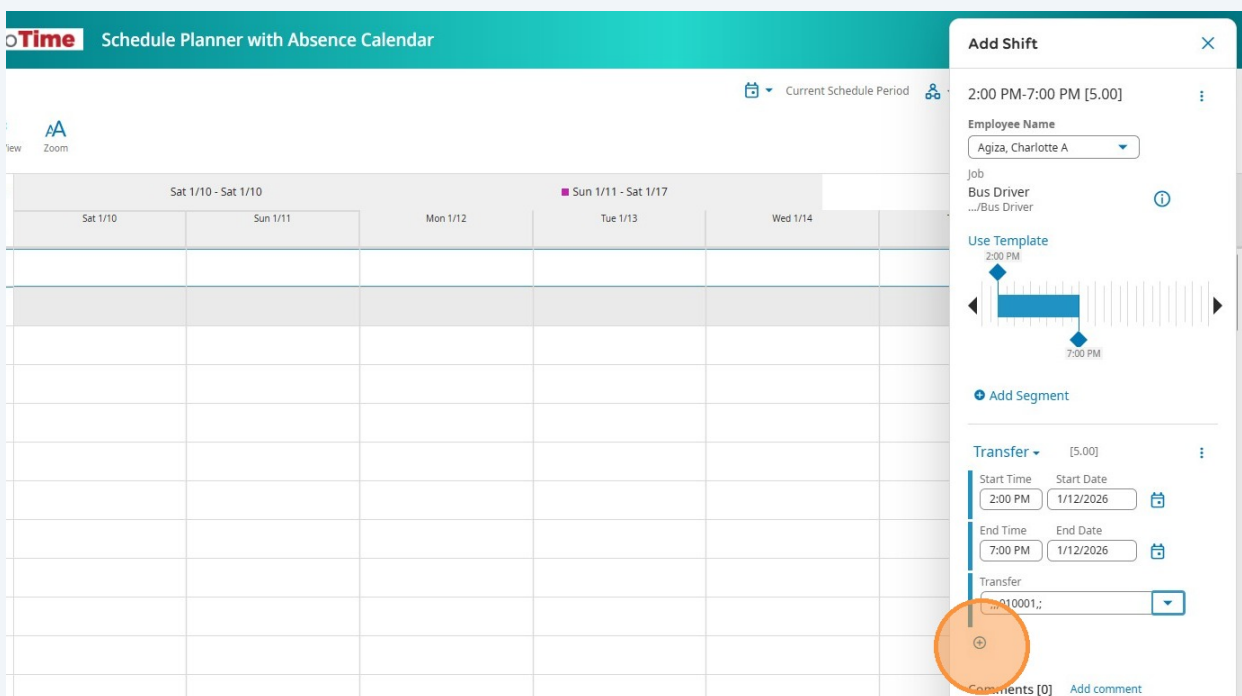 Time Schedule Planner with Absence Calendar
Current Schedule Period
Zoom
Sat 1/10 - Sat 1/10
Sun 1/11 - Sat 1/17
Sat 1/10
Sun 1/11
Mon 1/12
Tue 1/13
Wed 1/14
Add Shift
2:00 PM-7:00 PM [5.00]
Employee Name
Agiza, Charlotte A
Job
Bus Driver
.../Bus Driver
Use Template
2:00 PM
7:00 PM
Add Segment
Transfer [5.00]
Start Time Start Date
2:00 PM 1/12/2026
End Time End Date
7:00 PM 1/12/2026
Transfer
,,,010001,;
Comments [0] Add comment